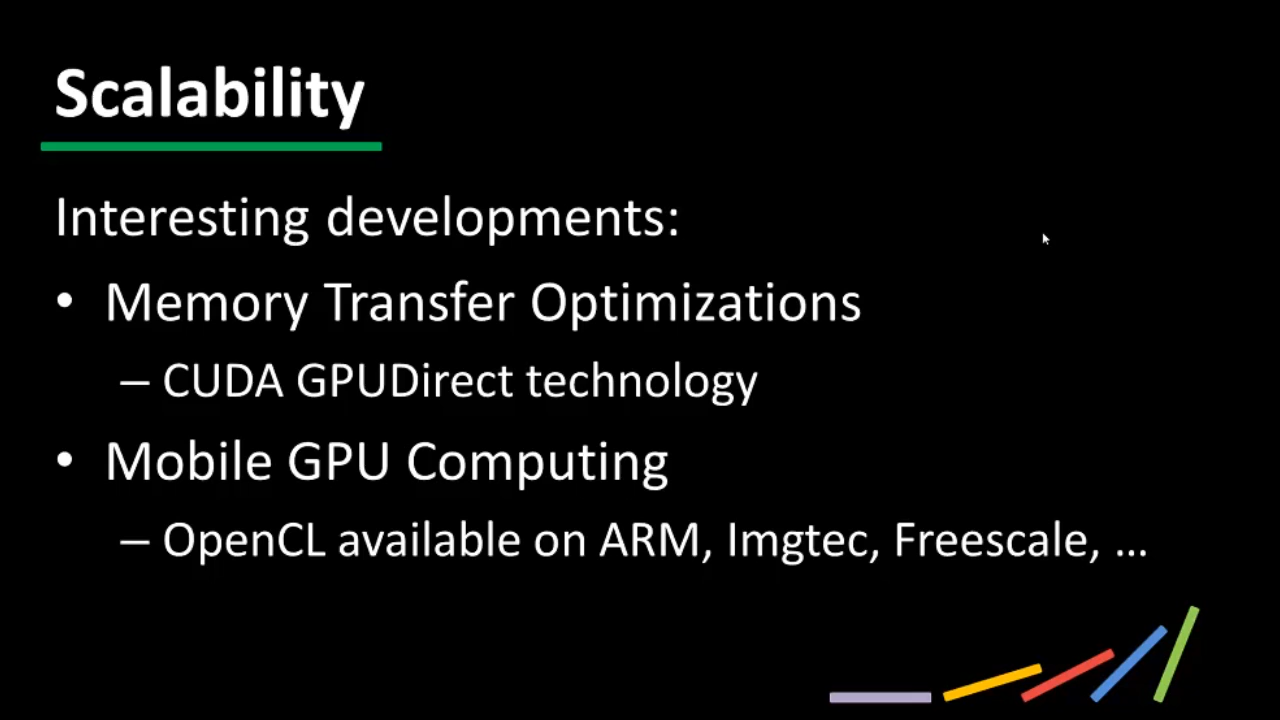 Scalability
Interesting developments:
• Memory Transfer Optimizations
– CUDA GPUDirect technology
• Mobile GPU Computing
– OpenCL available on ARM, Imgtec, Freescale, ...